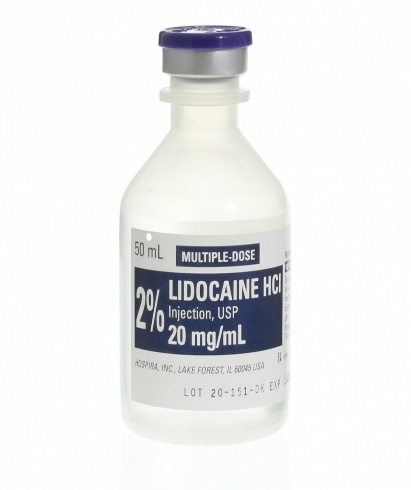 50 mL
MULTIPLE-DOSE
2%
LIDOCAINE HCl
Injection, USP
20 mg/mL
HOSPIRA, INC., LAKE FOREST, IL 60045 USA
LOT 20-151-DK EXP